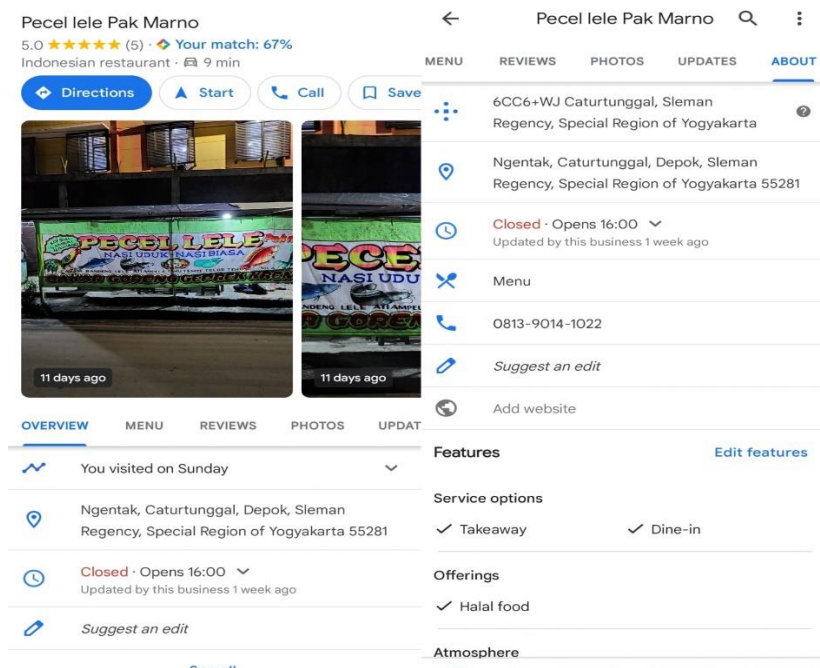 Pecel lele Pak Marno
5.0 ★★★★★ (5) · Your match: 67%
Indonesian restaurant · 9 min
Directions
Start
Call
Save
PECEL LELE
NASI UDUK NASI BIASA
11 days ago
PECE
NASI UDU
11 days ago
OVERVIEW
MENU
REVIEWS
PHOTOS
UPDAT
You visited on Sunday
Ngentak, Caturtunggal, Depok, Sleman
Regency, Special Region of Yogyakarta 55281
Closed · Opens 16:00
Updated by this business 1 week ago
Suggest an edit
Pecel lele Pak Marno
MENU
REVIEWS
PHOTOS
UPDATES
ABOUT
6CC6+WJ Caturtunggal, Sleman
Regency, Special Region of Yogyakarta
Ngentak, Caturtunggal, Depok, Sleman
Regency, Special Region of Yogyakarta 55281
Closed · Opens 16:00
Updated by this business 1 week ago
Menu
0813-9014-1022
Suggest an edit
Add website
Features
Edit features
Service options
Takeaway
Dine-in
Offerings
Halal food
Atmosphere